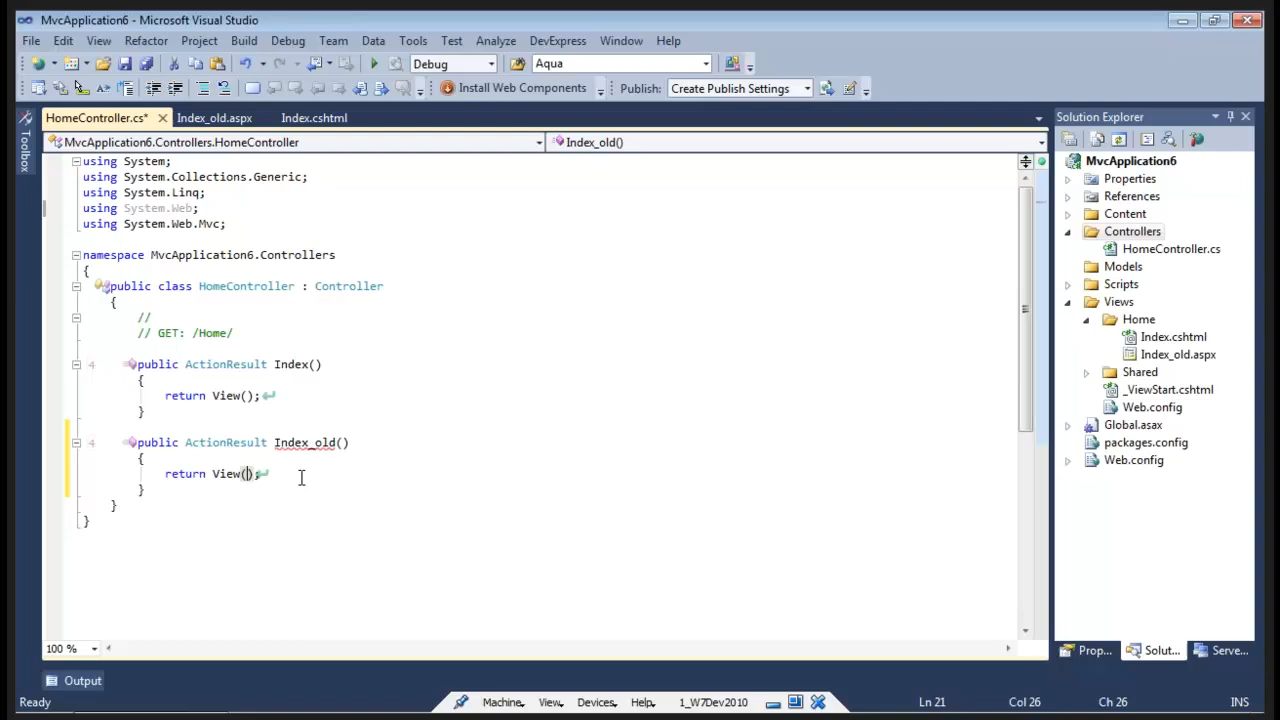 MvcApplication6 - Microsoft Visual Studio
File Edit View Refactor Project Build Debug Team Data Tools Test Analyze DevExpress Window Help
Debug Aqua
Install Web Components Publish: Create Publish Settings
HomeController.cs* Index_old.aspx Index.cshtml
MvcApplication6.Controllers.HomeController Index_old()
Toolbox
using System;
using System.Collections.Generic;
using System.Linq;
using System.Web;
using System.Web.Mvc;
namespace MvcApplication6.Controllers
{
public class HomeController : Controller
{
//
// GET: /Home/
4 public ActionResult Index()
{
return View();
}
4 public ActionResult Index_old()
{
return View();
}
}
}
100 %
Solution Explorer
MvcApplication6
Properties
References
Content
Controllers
HomeController.cs
Models
Scripts
Views
Home
Index.cshtml
Index_old.aspx
Shared
_ViewStart.cshtml
Web.config
Global.asax
packages.config
Web.config
Prop... Solut... Serve...
Output
Ready Machine View Devices Help 1_W7Dev2010 Ln 21 Col 26 Ch 26 INS